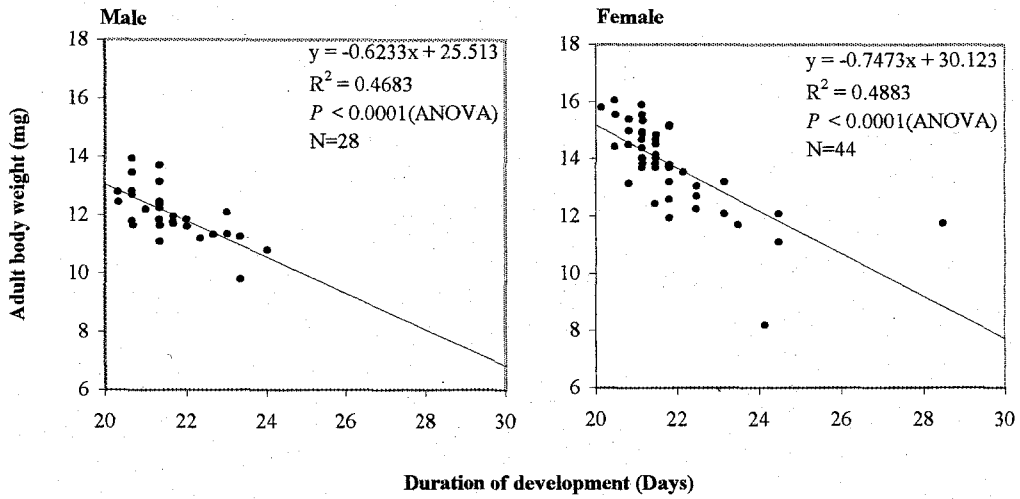 Male
y = -0.6233x + 25.513
R² = 0.4683
P < 0.0001(ANOVA)
N=28
18
16
14
12
10
8
6
20
22
24
26
28
30
Adult body weight (mg)
Female
y = -0.7473x + 30.123
R² = 0.4883
P < 0.0001(ANOVA)
N=44
18
16
14
12
10
8
6
20
22
24
26
28
30
Duration of development (Days)